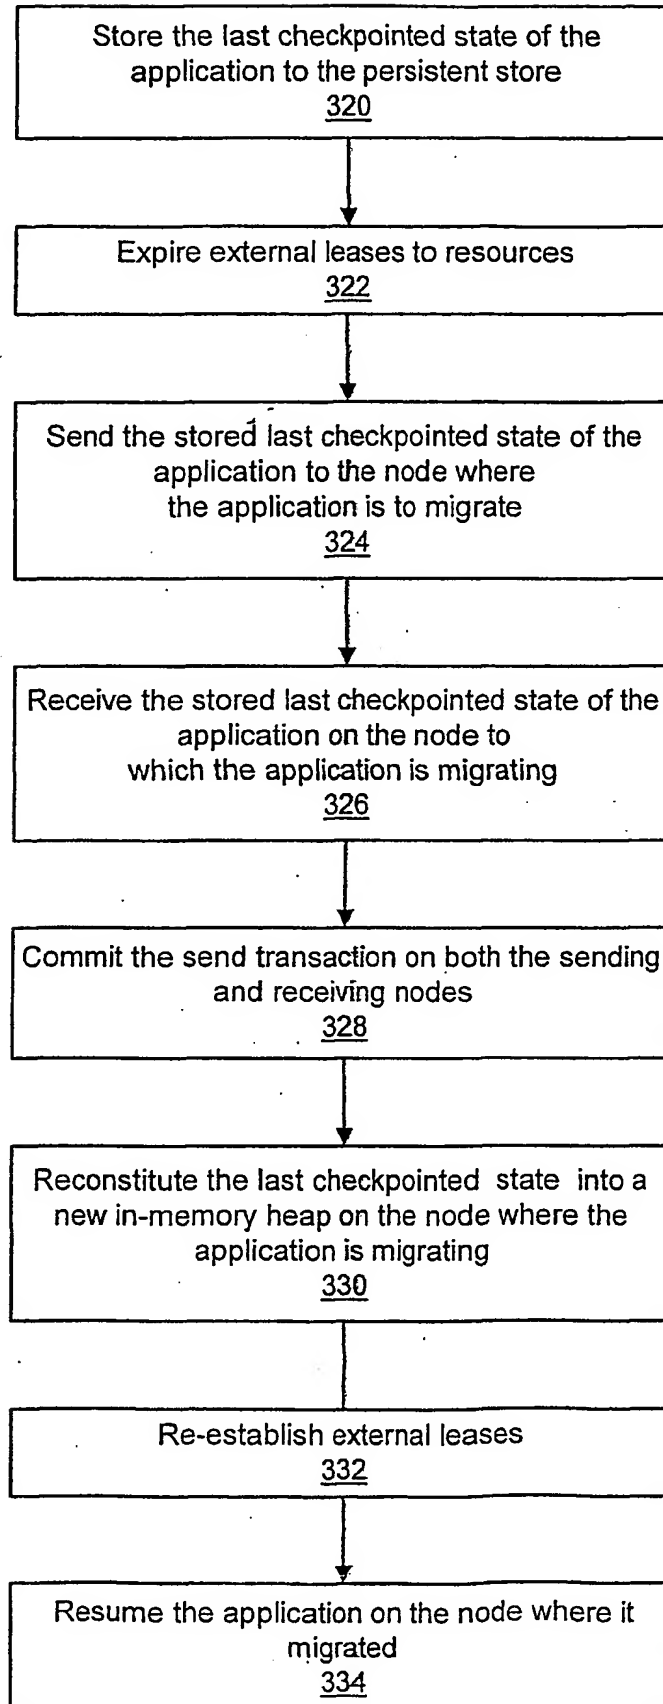 Store the last checkpointed state of the
application to the persistent store
320
Expire external leases to resources
322
Send the stored last checkpointed state of the
application to the node where
the application is to migrate
324
Receive the stored last checkpointed state of the
application on the node to
which the application is migrating
326
Commit the send transaction on both the sending
and receiving nodes
328
Reconstitute the last checkpointed state into a
new in-memory heap on the node where the
application is migrating
330
Re-establish external leases
332
Resume the application on the node where it
migrated
334